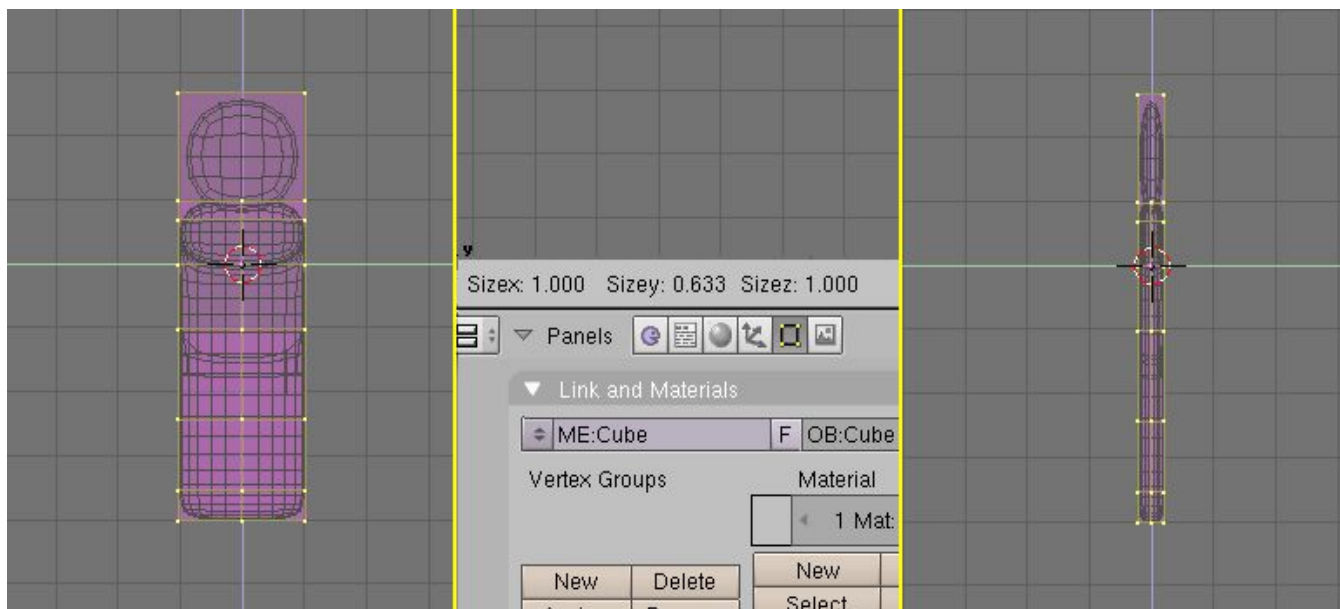 y
Sizex: 1.000 Sizey: 0.633 Sizez: 1.000
Panels
Link and Materials
ME:Cube F OB:Cube
Vertex Groups Material
1 Mat:
New Delete New
Select